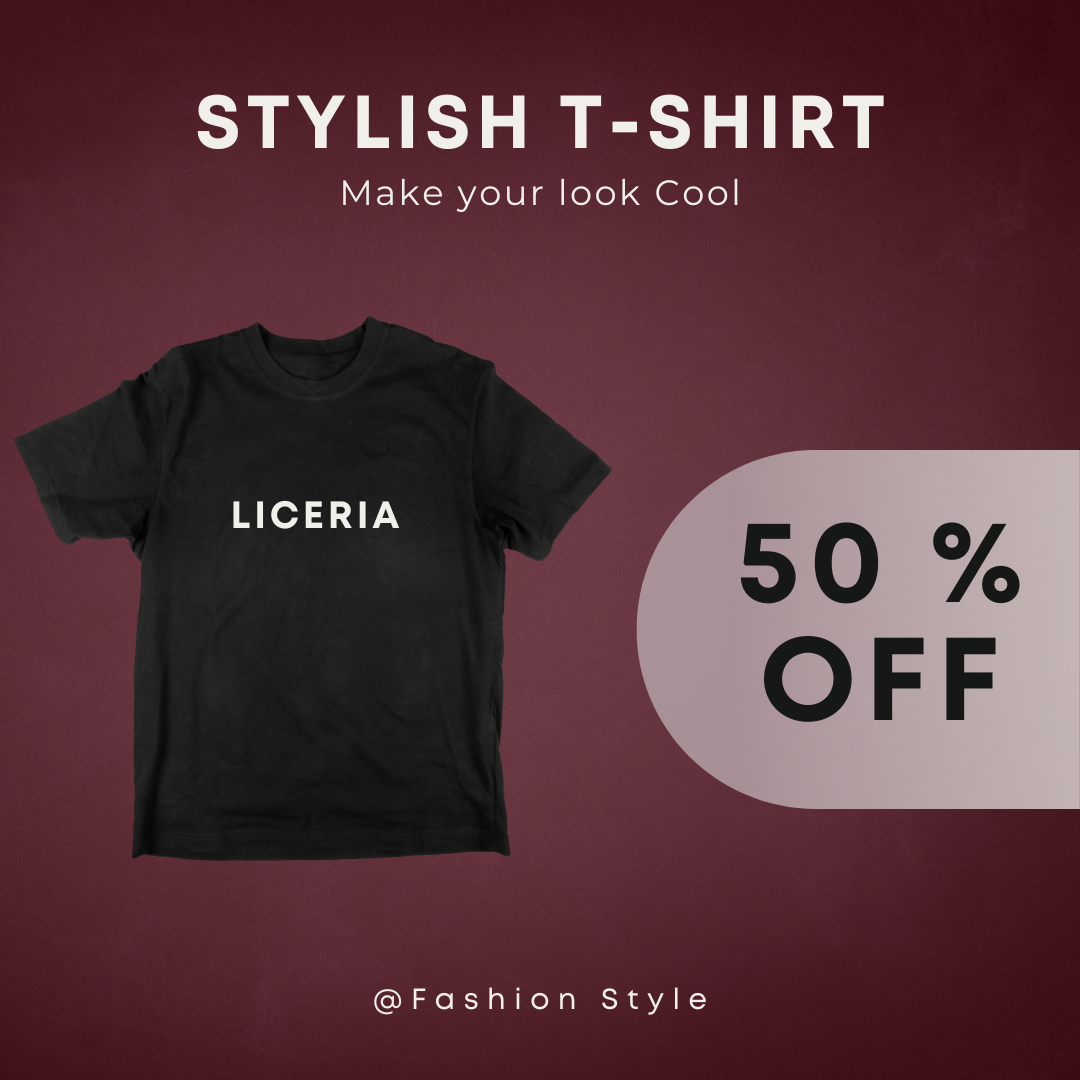 STYLISH T-SHIRT
Make your look Cool
LICERIA
50 %
OFF
@Fashion Style